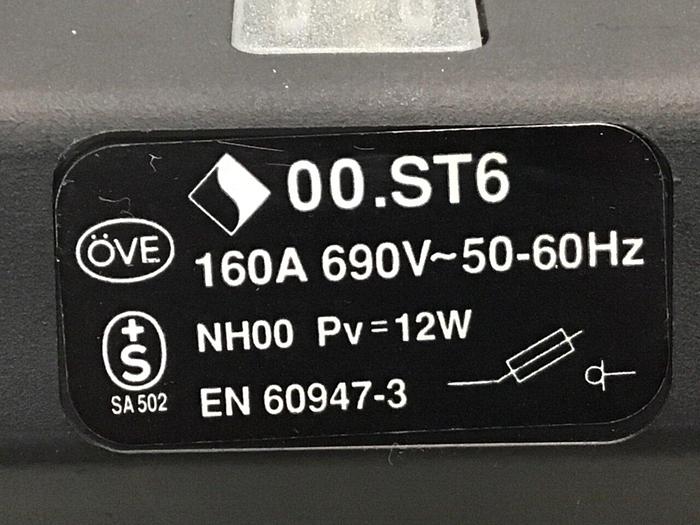 00.ST6
ÖVE
160A 690V~50-60Hz
+S
NH00 Pv=12W
SA 502
EN 60947-3